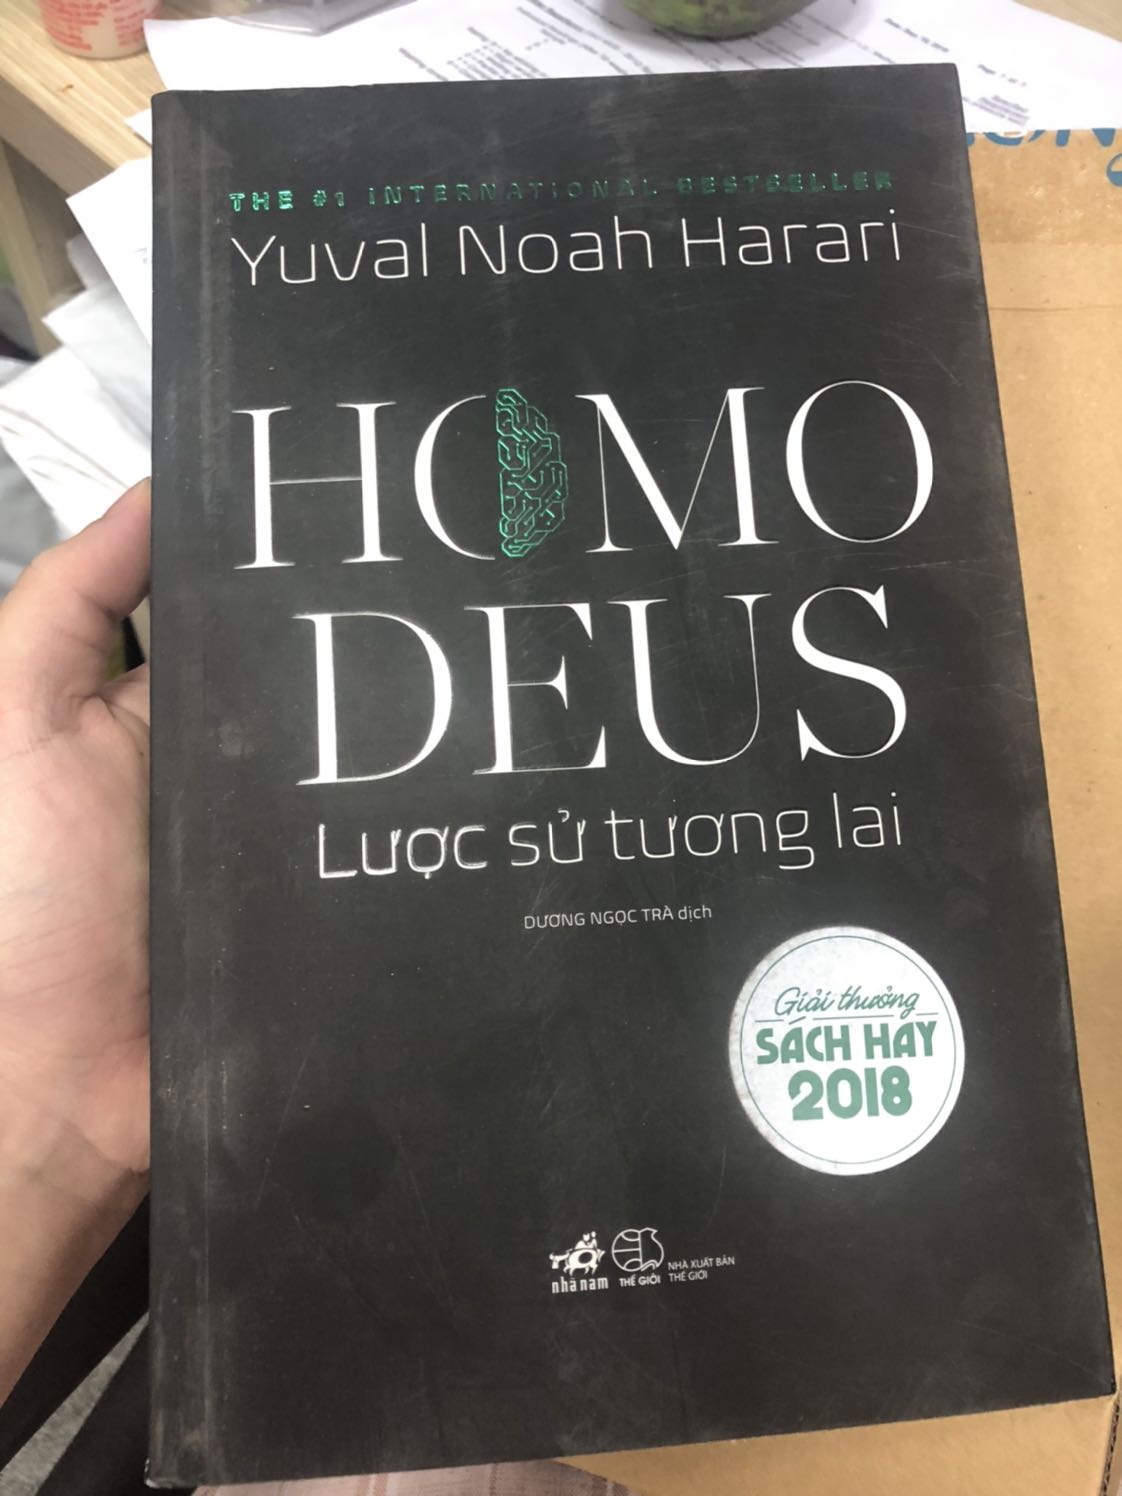 THE #1 INTERNATIONAL BESTSELLER
Yuval Noah Harari
HOMO
DEUS
Lược sử tương lai
DƯƠNG NGỌC TRÀ dịch
Giải thưởng
SÁCH HAY
2018
nhã nam
THẾ GIỚI
NHÀ XUẤT BẢN
THẾ GIỚI